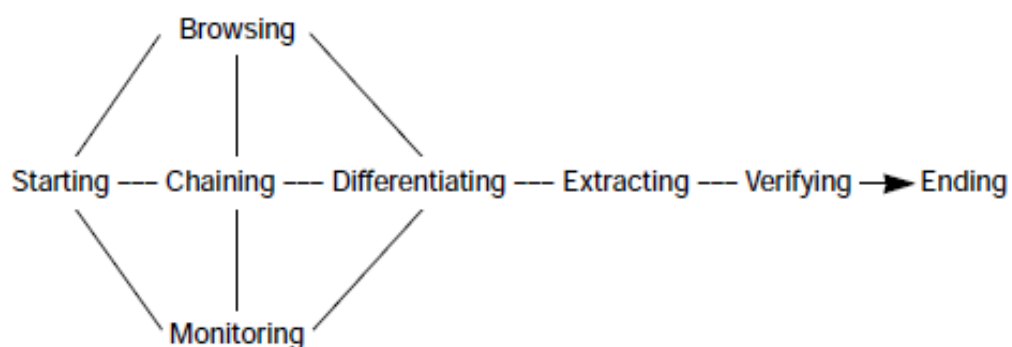 Browsing
Starting --- Chaining --- Differentiating --- Extracting --- Verifying Ending
Monitoring